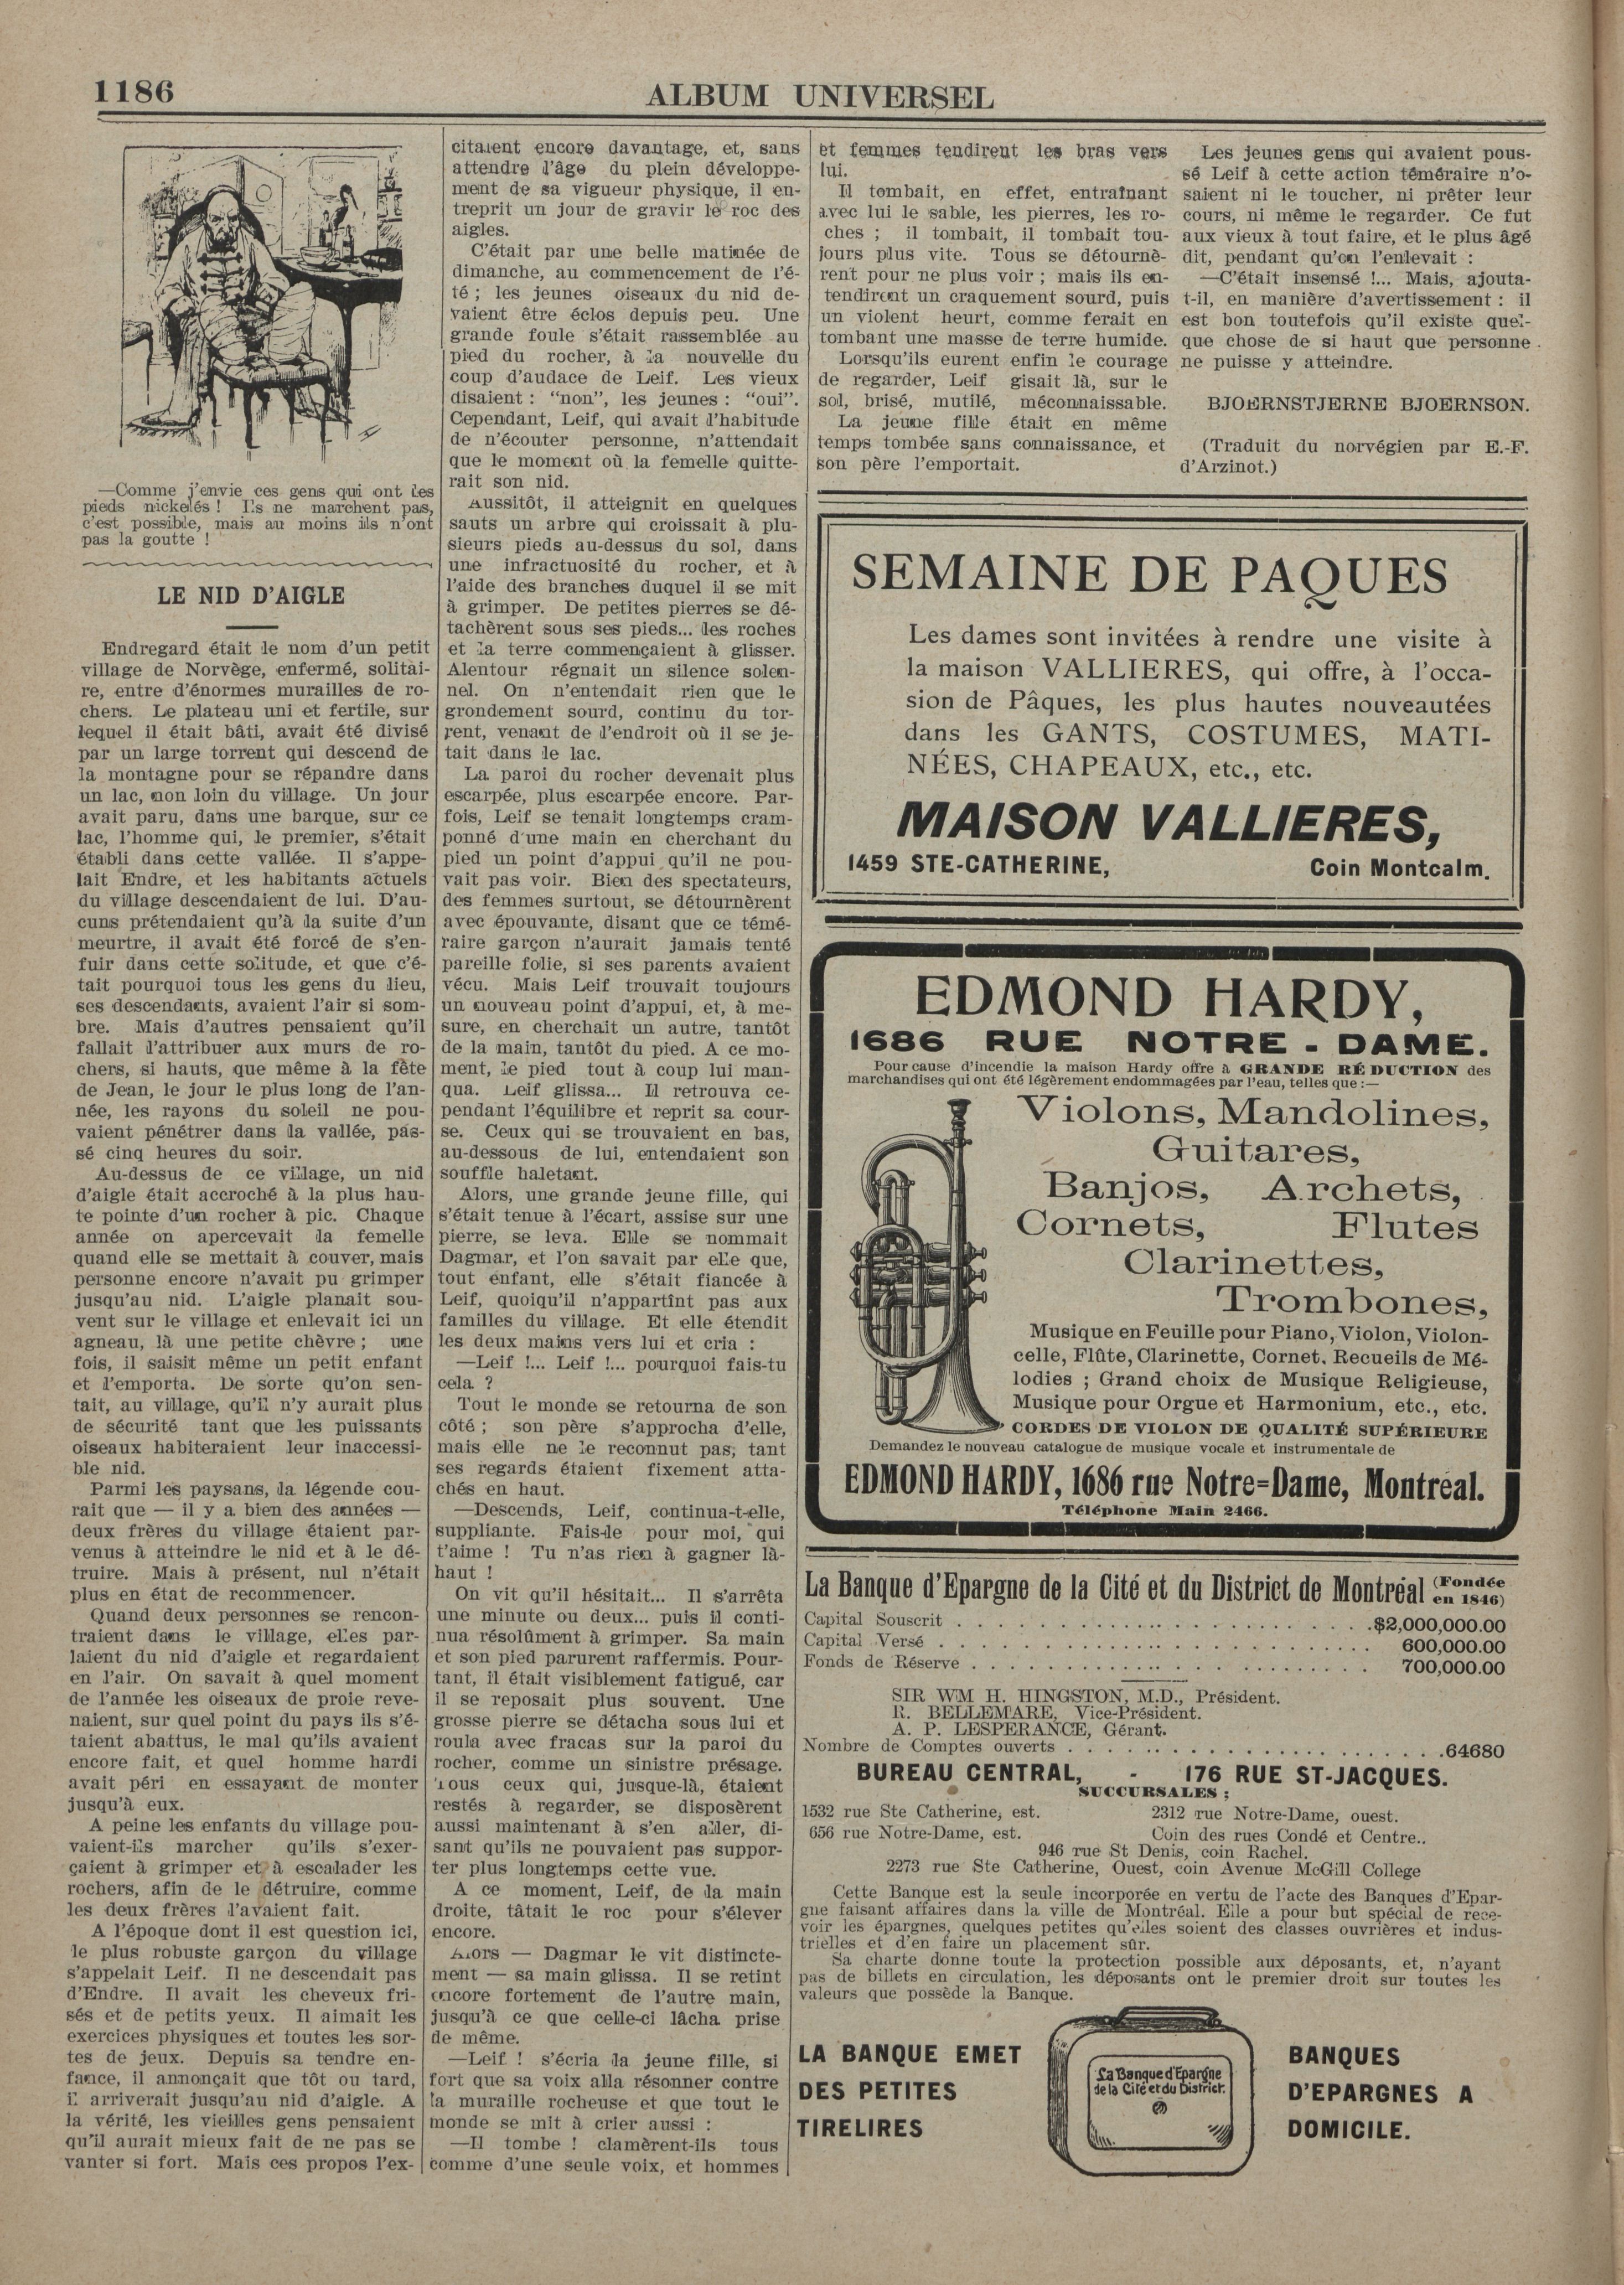 1186
ALBUM UNIVERSEL
—Comme j'envie ces gens qui ont les
pieds nickelés ! Ils ne marchent pas,
c'est possible, mais au moins ils n'ont
pas la goutte !
LE NID D'AIGLE
Endregard était le nom d'un petit
village de Norvège, enfermé, solitai-
re, entre d'énormes murailles de ro-
chers. Le plateau uni et fertile, sur
lequel il était bâti, avait été divisé
par un large torrent qui descend de
la montagne pour se répandre dans
un lac, non loin du village. Un jour
avait paru, dans une barque, sur ce
lac, l'homme qui, le premier, s'était
établi dans cette vallée. Il s'appe-
lait Endre, et les habitants actuels
du village descendaient de lui. D'au-
cuns prétendaient qu'à la suite d'un
meurtre, il avait été forcé de s'en-
fuir dans cette solitude, et que c'é-
tait pourquoi tous les gens du lieu,
ses descendants, avaient l'air si som-
bre. Mais d'autres pensaient qu'il
fallait l'attribuer aux murs de ro-
chers, si hauts, que même à la fête
de Jean, le jour le plus long de l'an-
née, les rayons du soleil ne pou-
vaient pénétrer dans la vallée, pas-
sé cinq heures du soir.
Au-dessus de ce village, un nid
d'aigle était accroché à la plus hau-
te pointe d'un rocher à pic. Chaque
année on apercevait la femelle
quand elle se mettait à couver, mais
personne encore n'avait pu grimper
jusqu'au nid. L'aigle planait sou-
vent sur le village et enlevait ici un
agneau, là une petite chèvre ; une
fois, il saisit même un petit enfant
et l'emporta. De sorte qu'on sen-
tait, au village, qu'il n'y aurait plus
de sécurité tant que les puissants
oiseaux habiteraient leur inaccessi-
ble nid.
Parmi les paysans, la légende cou-
rait que — il y a bien des années —
deux frères du village étaient par-
venus à atteindre le nid et à le dé-
truire. Mais à présent, nul n'était
plus en état de recommencer.
Quand deux personnes se rencon-
traient dans le village, elles par-
laient du nid d'aigle et regardaient
en l'air. On savait à quel moment
de l'année les oiseaux de proie reve-
naient, sur quel point du pays ils s'é-
taient abattus, le mal qu'ils avaient
encore fait, et quel homme hardi
avait péri en essayant de monter
jusqu'à eux.
A peine les enfants du village pou-
vaient-ils marcher qu'ils s'exer-
çaient à grimper et à escalader les
rochers, afin de le détruire, comme
les deux frères l'avaient fait.
A l'époque dont il est question ici,
le plus robuste garçon du village
s'appelait Leif. Il ne descendait pas
d'Endre. Il avait les cheveux fri-
sés et de petits yeux. Il aimait les
exercices physiques et toutes les sor-
tes de jeux. Depuis sa tendre en-
fance, il annonçait que tôt ou tard,
il arriverait jusqu'au nid d'aigle. A
la vérité, les vieilles gens pensaient
qu'il aurait mieux fait de ne pas se
vanter si fort. Mais ces propos l'ex-
citaient encore davantage, et, sans
attendre l'âge du plein développe-
ment de sa vigueur physique, il en-
treprit un jour de gravir le roc des
aigles.
C'était par une belle matinée de
dimanche, au commencement de l'é-
té ; les jeunes oiseaux du nid de-
vaient être éclos depuis peu. Une
grande foule s'était rassemblée au
pied du rocher, à la nouvelle du
coup d'audace de Leif. Les vieux
disaient : "non", les jeunes : "oui".
Cependant, Leif, qui avait l'habitude
de n'écouter personne, n'attendait
que le moment où la femelle quitte-
rait son nid.
Aussitôt, il atteignit en quelques
sauts un arbre qui croissait à plu-
sieurs pieds au-dessus du sol, dans
une infractuosité du rocher, et à
l'aide des branches duquel il se mit
à grimper. De petites pierres se dé-
tachèrent sous ses pieds... les roches
et la terre commençaient à glisser.
Alentour régnait un silence solen-
nel. On n'entendait rien que le
grondement sourd, continu du tor-
rent, venant de l'endroit où il se je-
tait dans le lac.
La paroi du rocher devenait plus
escarpée, plus escarpée encore. Par-
fois, Leif se tenait longtemps cram-
ponné d'une main en cherchant du
pied un point d'appui qu'il ne pou-
vait pas voir. Bien des spectateurs,
des femmes surtout, se détournèrent
avec épouvante, disant que ce témé-
raire garçon n'aurait jamais tenté
pareille folie, si ses parents avaient
vécu. Mais Leif trouvait toujours
un nouveau point d'appui, et, à me-
sure, en cherchait un autre, tantôt
de la main, tantôt du pied. A ce mo-
ment, le pied tout à coup lui man-
qua. Leif glissa... Il retrouva ce-
pendant l'équilibre et reprit sa cour-
se. Ceux qui se trouvaient en bas,
au-dessous de lui, entendaient son
souffle haletant.
Alors, une grande jeune fille, qui
s'était tenue à l'écart, assise sur une
pierre, se leva. Elle se nommait
Dagmar, et l'on savait par elle que,
tout enfant, elle s'était fiancée à
Leif, quoiqu'il n'appartînt pas aux
familles du village. Et elle étendit
les deux mains vers lui et cria :
—Leif !... Leif !... pourquoi fais-tu
cela ?
Tout le monde se retourna de son
côté ; son père s'approcha d'elle,
mais elle ne le reconnut pas, tant
ses regards étaient fixement atta-
chés en haut.
—Descends, Leif, continua-t-elle,
suppliante. Fais-le pour moi, qui
t'aime ! Tu n'as rien à gagner là-
haut !
On vit qu'il hésitait... Il s'arrêta
une minute ou deux... puis il conti-
nua résolûment à grimper. Sa main
et son pied parurent raffermis. Pour-
tant, il était visiblement fatigué, car
il se reposait plus souvent. Une
grosse pierre se détacha sous lui et
roula avec fracas sur la paroi du
rocher, comme un sinistre présage.
Tous ceux qui, jusque-là, étaient
restés à regarder, se disposèrent
aussi maintenant à s'en aller, di-
sant qu'ils ne pouvaient pas suppor-
ter plus longtemps cette vue.
A ce moment, Leif, de la main
droite, tâtait le roc pour s'élever
encore.
Alors — Dagmar le vit distincte-
ment — sa main glissa. Il se retint
encore fortement de l'autre main,
jusqu'à ce que celle-ci lâcha prise
de même.
—Leif ! s'écria la jeune fille, si
fort que sa voix alla résonner contre
la muraille rocheuse et que tout le
monde se mit à crier aussi :
—Il tombe ! clamèrent-ils tous
comme d'une seule voix, et hommes
et femmes tendirent les bras vers
lui.
Il tombait, en effet, entraînant
avec lui le sable, les pierres, les ro-
ches ; il tombait, il tombait tou-
jours plus vite. Tous se détournè-
rent pour ne plus voir ; mais ils en-
tendirent un craquement sourd, puis
un violent heurt, comme ferait en
tombant une masse de terre humide.
Lorsqu'ils eurent enfin le courage
de regarder, Leif gisait là, sur le
sol, brisé, mutilé, méconnaissable.
La jeune fille était en même
temps tombée sans connaissance, et
son père l'emportait.
Les jeunes gens qui avaient pous-
sé Leif à cette action téméraire n'o-
saient ni le toucher, ni prêter leur
cours, ni même le regarder. Ce fut
aux vieux à tout faire, et le plus âgé
dit, pendant qu'on l'enlevait :
—C'était insensé !... Mais, ajouta-
t-il, en manière d'avertissement : il
est bon toutefois qu'il existe quel-
que chose de si haut que personne
ne puisse y atteindre.
BJOERNSTJERNE BJOERNSON.
(Traduit du norvégien par E.-F.
d'Arzinot.)
SEMAINE DE PAQUES
Les dames sont invitées à rendre une visite à
la maison VALLIERES, qui offre, à l'occa-
sion de Pâques, les plus hautes nouveautées
dans les GANTS, COSTUMES, MATI-
NÉES, CHAPEAUX, etc., etc.
MAISON VALLIERES,
1459 STE-CATHERINE, Coin Montcalm.
EDMOND HARDY,
1686 RUE NOTRE - DAME.
Pour cause d'incendie la maison Hardy offre à GRANDE RÉDUCTION des
marchandises qui ont été légèrement endommagées par l'eau, telles que :—
Violons, Mandolines,
Guitares,
Banjos, Archets,
Cornets, Flutes
Clarinettes,
Trombones,
Musique en Feuille pour Piano, Violon, Violon-
celle, Flûte, Clarinette, Cornet. Recueils de Mé-
lodies ; Grand choix de Musique Religieuse,
Musique pour Orgue et Harmonium, etc., etc.
CORDES DE VIOLON DE QUALITÉ SUPÉRIEURE
Demandez le nouveau catalogue de musique vocale et instrumentale de
EDMOND HARDY, 1686 rue Notre-Dame, Montreal.
Téléphone Main 2466.
La Banque d'Epargne de la Cité et du District de Montréal (Fondée en 1846)
Capital Souscrit . . . . $2,000,000.00
Capital Versé . . . . 600,000.00
Fonds de Réserve . . . . 700,000.00
SIR WM H. HINGSTON, M.D., Président.
R. BELLEMARE, Vice-Président.
A. P. LESPERANCE, Gérant.
Nombre de Comptes ouverts . . . . 64680
BUREAU CENTRAL, - 176 RUE ST-JACQUES.
SUCCURSALES :
1532 rue Ste Catherine, est. 2312 rue Notre-Dame, ouest.
656 rue Notre-Dame, est. Coin des rues Condé et Centre..
946 rue St Denis, coin Rachel.
2273 rue Ste Catherine, Ouest, coin Avenue McGill College
Cette Banque est la seule incorporée en vertu de l'acte des Banques d'Epar-
gne faisant affaires dans la ville de Montréal. Elle a pour but spécial de rece-
voir les épargnes, quelques petites qu'elles soient des classes ouvrières et indus-
trielles et d'en faire un placement sûr.
Sa charte donne toute la protection possible aux déposants, et, n'ayant
pas de billets en circulation, les déposants ont le premier droit sur toutes les
valeurs que possède la Banque.
LA BANQUE EMET
DES PETITES
TIRELIRES
La Banque d'Epargne
de la Cité et du District.
BANQUES
D'EPARGNES A
DOMICILE.